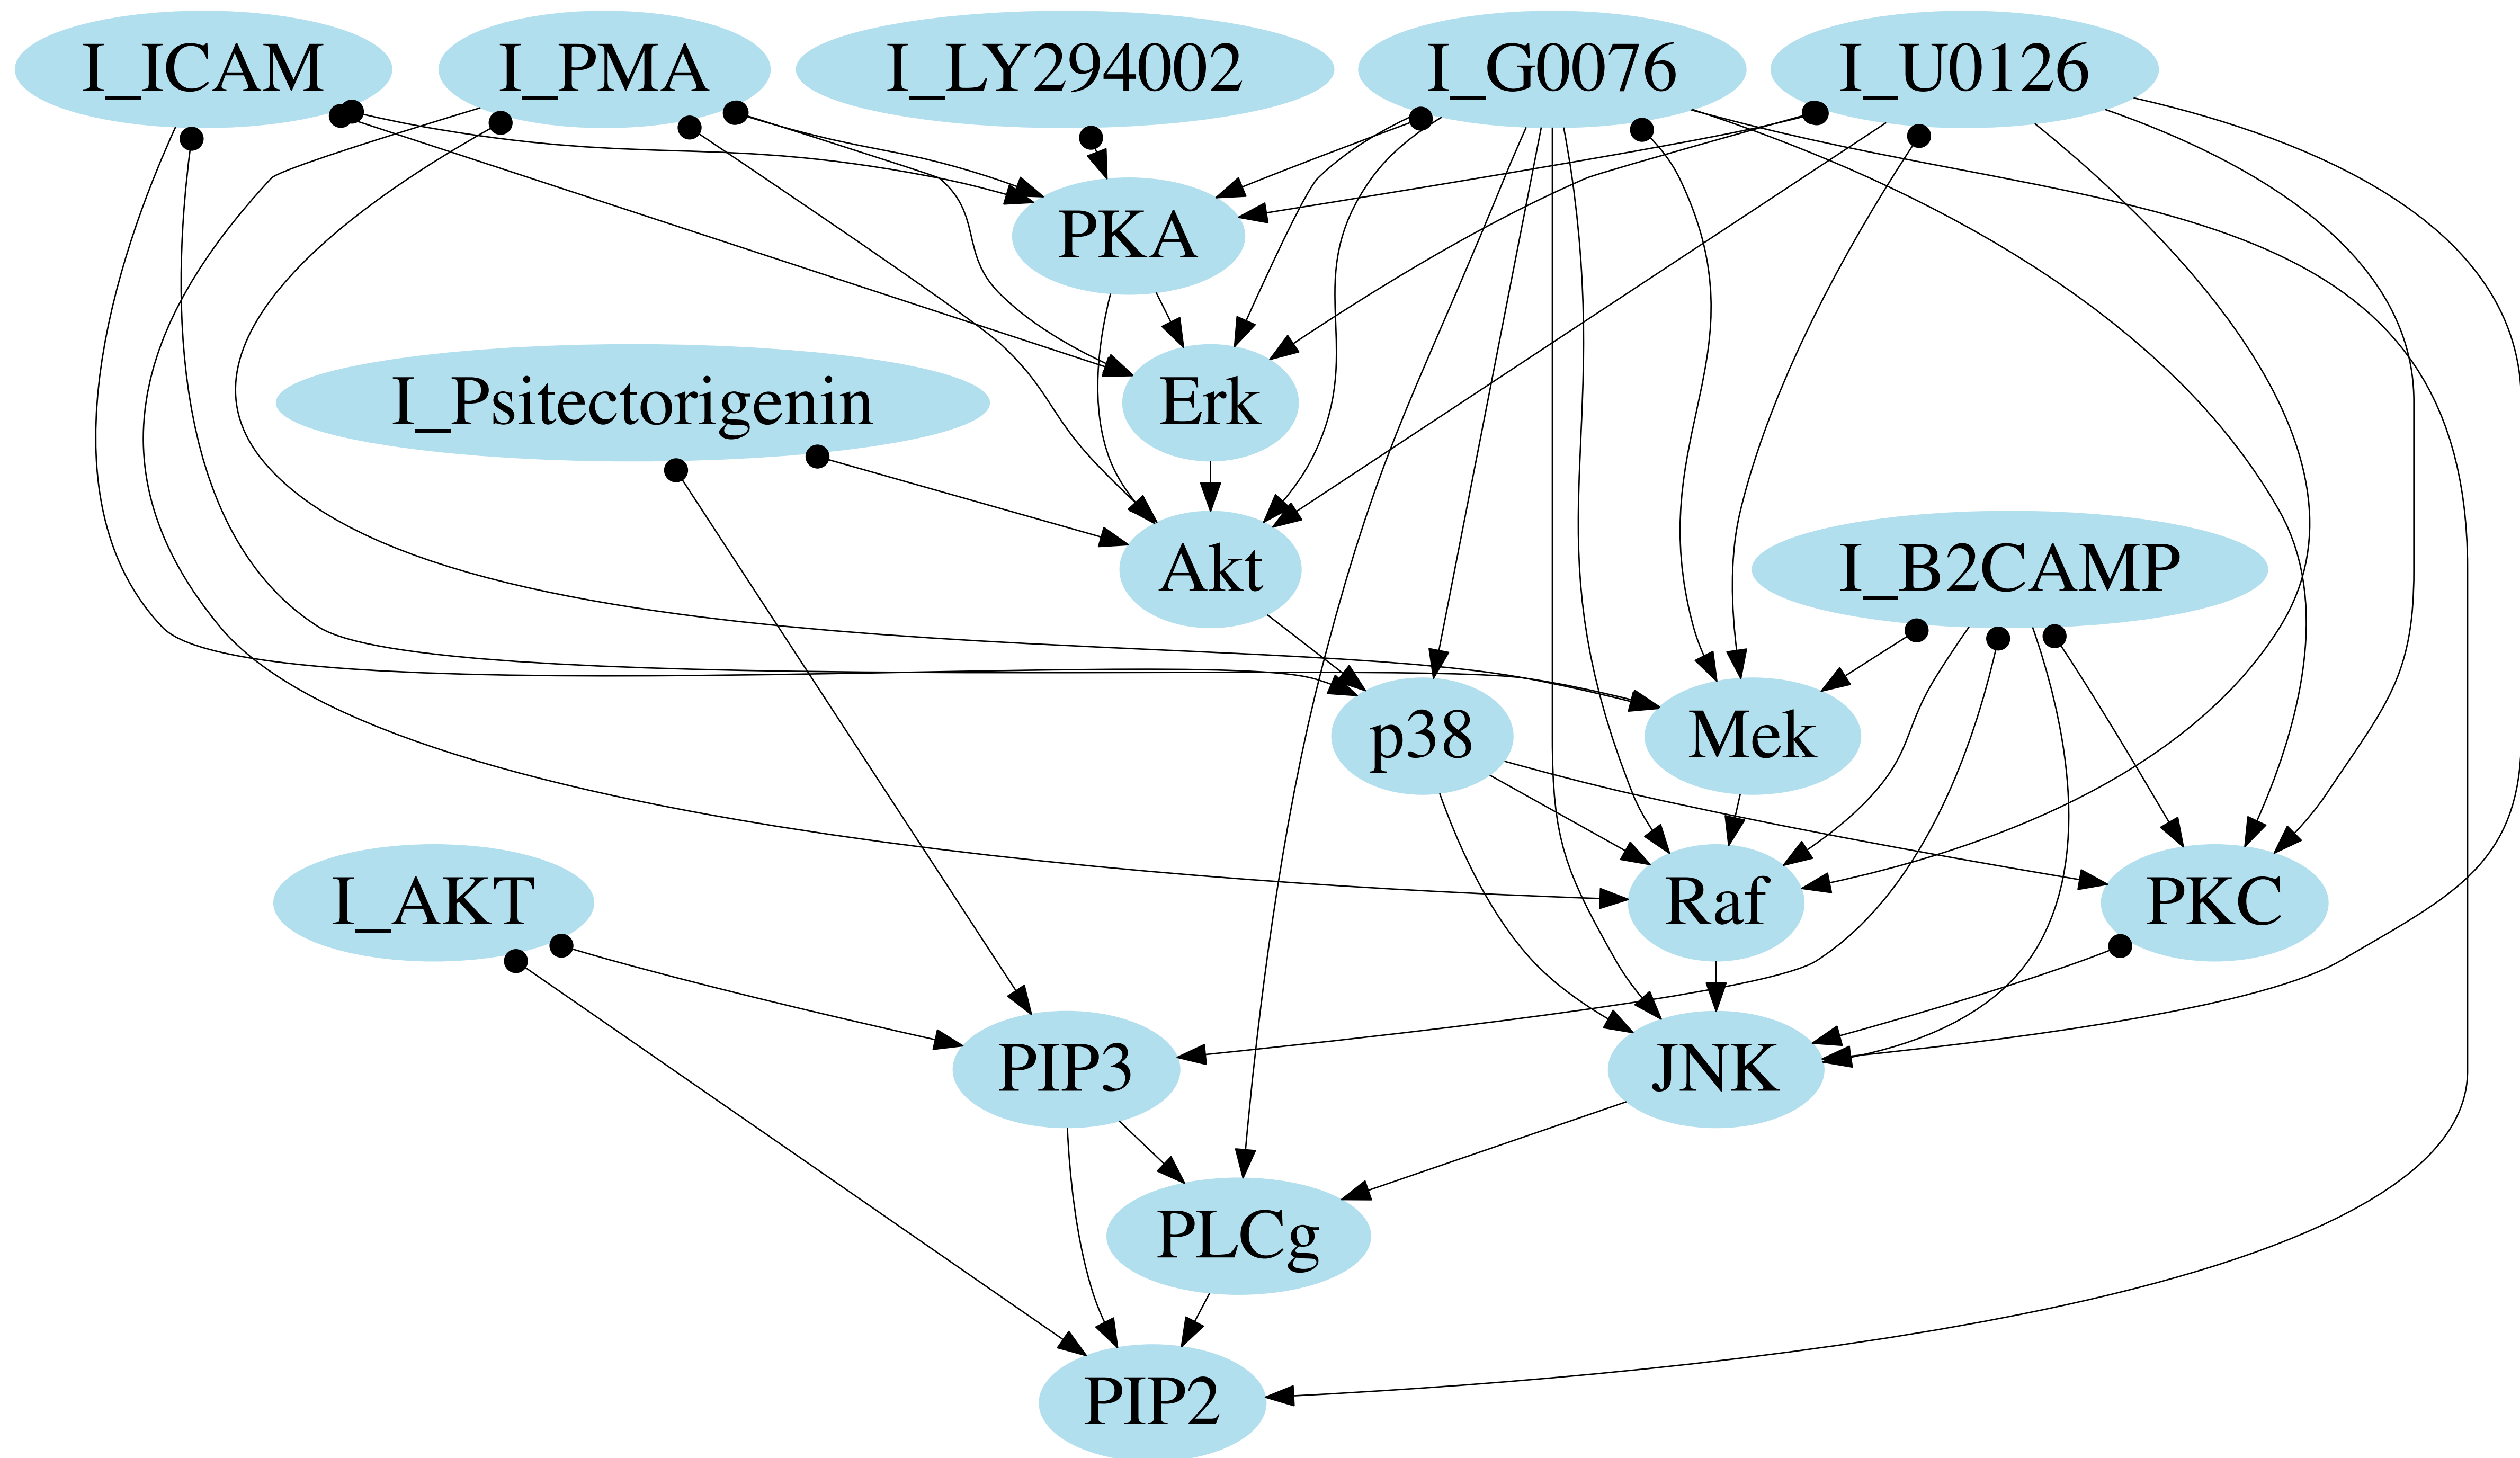 I_ICAM
I_PMA
I_LY294002
I_G0076
I_U0126
PKA
I_Psitectorigenin
Erk
Akt
I_B2CAMP
p38
Mek
I_AKT
Raf
PKC
PIP3
JNK
PLCg
PIP2